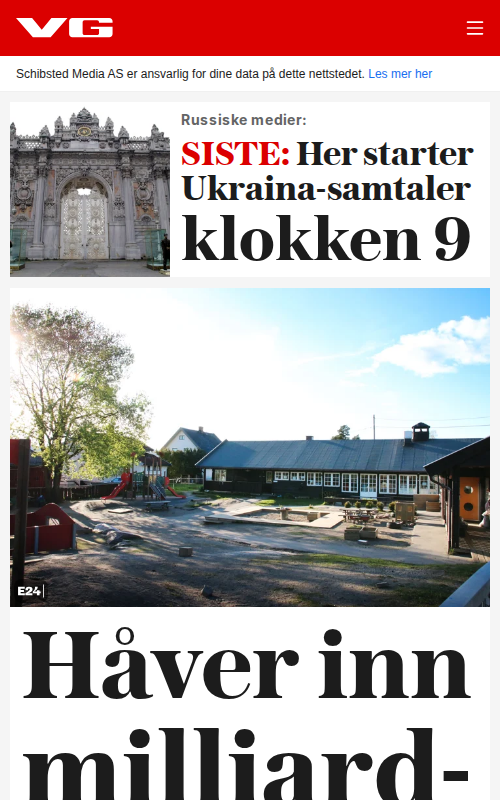 VG
Schibsted Media AS er ansvarlig for dine data på dette nettstedet. Les mer her
Russiske medier:
SISTE: Her starter
Ukraina-samtaler
klokken 9
E24
Håver inn
milliard-